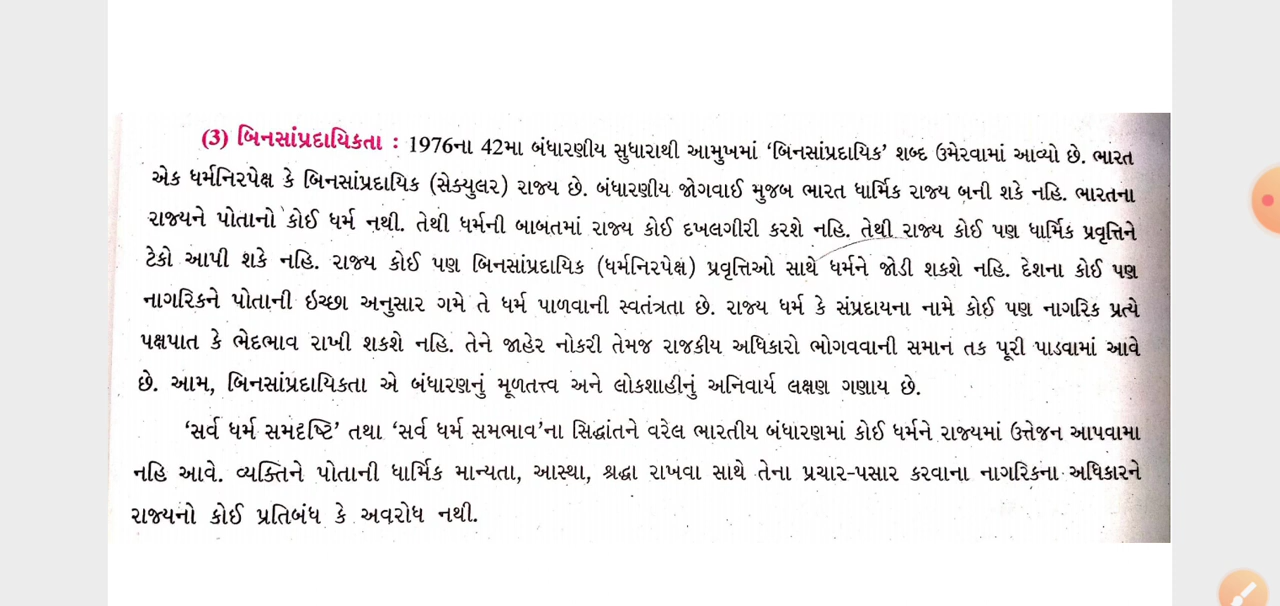 (3) બિનસાંપ્રદાયિકતા : 1976ના 42મા બંધારણીય સુધારાથી આમુખમાં ‘બિનસાંપ્રદાયિક’ શબ્દ ઉમેરવામાં આવ્યો છે. ભારત
એક ધર્મનિરપેક્ષ કે બિનસાંપ્રદાયિક (સેક્યુલર) રાજ્ય છે. બંધારણીય જોગવાઈ મુજબ ભારત ધાર્મિક રાજ્ય બની શકે નહિ. ભારતના
રાજ્યને પોતાનો કોઈ ધર્મ નથી. તેથી ધર્મની બાબતમાં રાજ્ય કોઈ દખલગીરી કરશે નહિ. તેથી રાજ્ય કોઈ પણ ધાર્મિક પ્રવૃત્તિને
ટેકો આપી શકે નહિ. રાજ્ય કોઈ પણ બિનસાંપ્રદાયિક (ધર્મનિરપેક્ષ) પ્રવૃત્તિઓ સાથે ધર્મને જોડી શકશે નહિ. દેશના કોઈ પણ
નાગરિકને પોતાની ઇચ્છા અનુસાર ગમે તે ધર્મ પાળવાની સ્વતંત્રતા છે. રાજ્ય ધર્મ કે સંપ્રદાયના નામે કોઈ પણ નાગરિક પ્રત્યે
પક્ષપાત કે ભેદભાવ રાખી શકશે નહિ. તેને જાહેર નોકરી તેમજ રાજકીય અધિકારો ભોગવવાની સમાન તક પૂરી પાડવામાં આવે
છે. આમ, બિનસાંપ્રદાયિકતા એ બંધારણનું મૂળતત્ત્વ અને લોકશાહીનું અનિવાર્ય લક્ષણ ગણાય છે.
‘સર્વ ધર્મ સમદૃષ્ટિ’ તથા ‘સર્વ ધર્મ સમભાવ’ના સિદ્ધાંતને વરેલ ભારતીય બંધારણમાં કોઈ ધર્મને રાજ્યમાં ઉત્તેજન આપવામા
નહિ આવે. વ્યક્તિને પોતાની ધાર્મિક માન્યતા, આસ્થા, શ્રદ્ધા રાખવા સાથે તેના પ્રચાર-પસાર કરવાના નાગરિકના અધિકારને
રાજ્યનો કોઈ પ્રતિબંધ કે અવરોધ નથી.